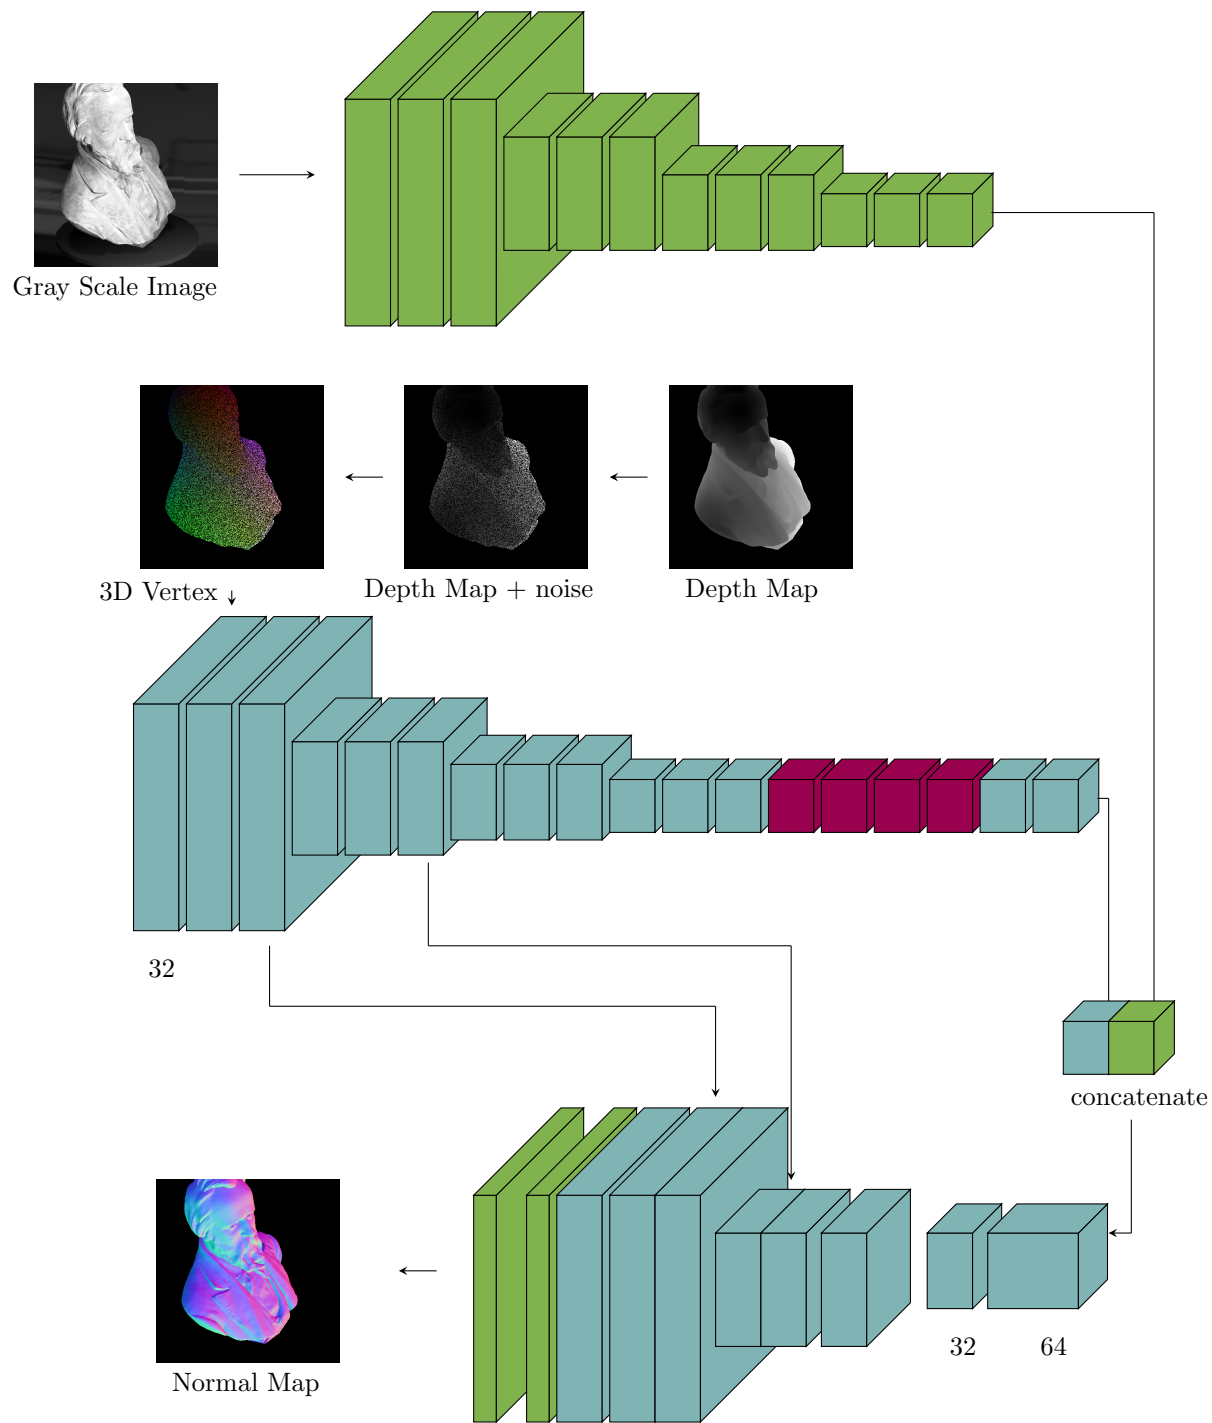 Gray Scale Image
3D Vertex
Depth Map + noise
Depth Map
32
concatenate
32
64
Normal Map